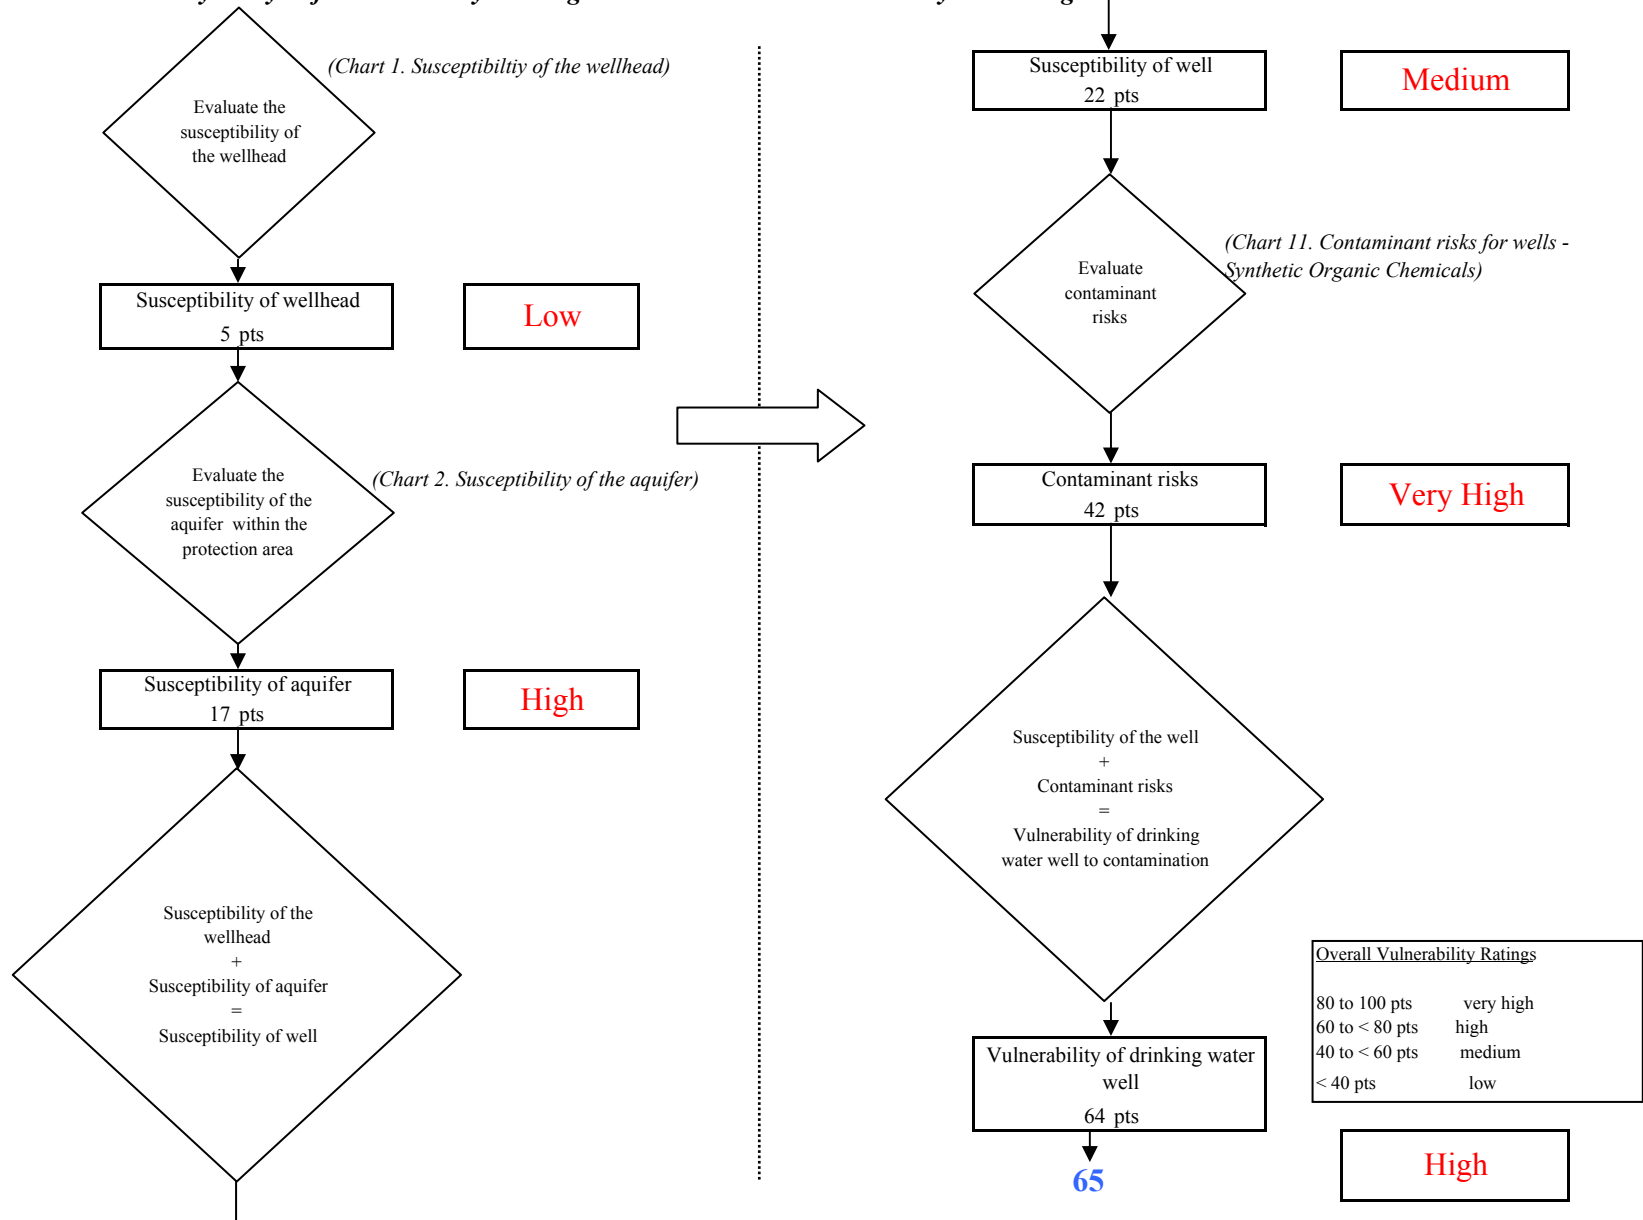 (Chart 1. Susceptibiltiy of the wellhead)
Evaluate the
susceptibility of
the wellhead
Susceptibility of wellhead
5 pts
Low
Evaluate the
susceptibility of the
aquifer within the
protection area
(Chart 2. Susceptibility of the aquifer)
Susceptibility of aquifer
17 pts
High
Susceptibility of the
wellhead
+
Susceptibility of aquifer
=
Susceptibility of well
Susceptibility of well
22 pts
Medium
Evaluate
contaminant
risks
(Chart 11. Contaminant risks for wells -
Synthetic Organic Chemicals)
Contaminant risks
42 pts
Very High
Susceptibility of the well
+
Contaminant risks
=
Vulnerability of drinking
water well to contamination
Overall Vulnerability Ratings
80 to 100 pts very high
60 to < 80 pts high
40 to < 60 pts medium
< 40 pts low
Vulnerability of drinking water
well
64 pts
65
High